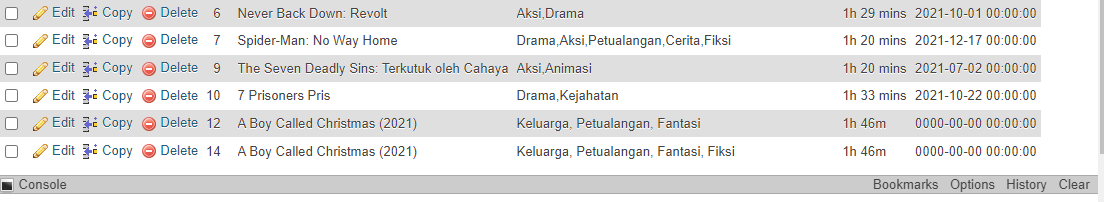 Edit Copy Delete 6 Never Back Down: Revolt Aksi,Drama 1h 29 mins 2021-10-01 00:00:00
Edit Copy Delete 7 Spider-Man: No Way Home Drama,Aksi,Petualangan,Cerita,Fiksi 1h 20 mins 2021-12-17 00:00:00
Edit Copy Delete 9 The Seven Deadly Sins: Terkutuk oleh Cahaya Aksi,Animasi 1h 20 mins 2021-07-02 00:00:00
Edit Copy Delete 10 7 Prisoners Pris Drama,Kejahatan 1h 33 mins 2021-10-22 00:00:00
Edit Copy Delete 12 A Boy Called Christmas (2021) Keluarga, Petualangan, Fantasi 1h 46m 0000-00-00 00:00:00
Edit Copy Delete 14 A Boy Called Christmas (2021) Keluarga, Petualangan, Fantasi, Fiksi 1h 46m 0000-00-00 00:00:00
Console Bookmarks Options History Clear